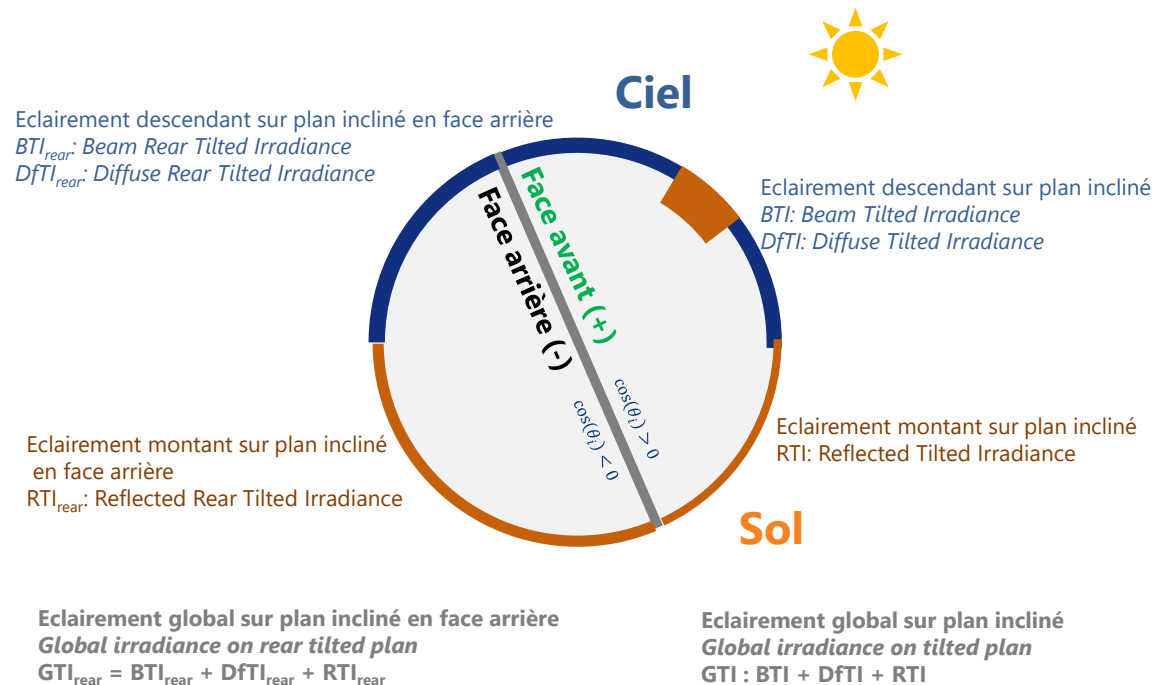 Ciel
Eclairement descendant sur plan incliné en face arrière
BTIrear: Beam Rear Tilted Irradiance
DfTIrear: Diffuse Rear Tilted Irradiance
Eclairement descendant sur plan incliné
BTI: Beam Tilted Irradiance
DfTI: Diffuse Tilted Irradiance
Face avant (+)
Face arrière (-)
cos(θi) > 0
cos(θi) < 0
Eclairement montant sur plan incliné
en face arrière
RTIrear: Reflected Rear Tilted Irradiance
Eclairement montant sur plan incliné
RTI: Reflected Tilted Irradiance
Sol
Eclairement global sur plan incliné en face arrière
Global irradiance on rear tilted plan
GTIrear = BTIrear + DfTIrear + RTIrear
Eclairement global sur plan incliné
Global irradiance on tilted plan
GTI : BTI + DfTI + RTI